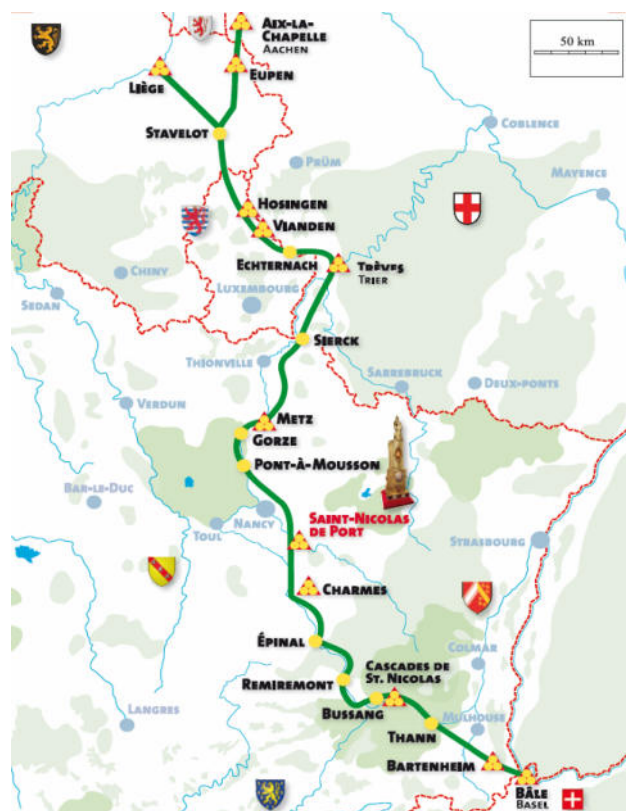 Aix-la-
Chapelle
Aachen
50 km
Liège
Eupen
Stavelot
Coblence
Prüm
Mayence
Hosingen
Vianden
Echternach
Trèves
Trier
Chiny
Luxembourg
Sedan
Sierck
Thionville
Sarrebruck
Deux-ponts
Verdun
Metz
Gorze
Pont-à-Mousson
Bar-le-Duc
Nancy
Toul
Saint-Nicolas
de Port
Strasbourg
Charmes
Épinal
Colmar
Cascades de
St. Nicolas
Remiremont
Bussang
Langres
Mulhouse
Thann
Bartenheim
Bâle
Basel